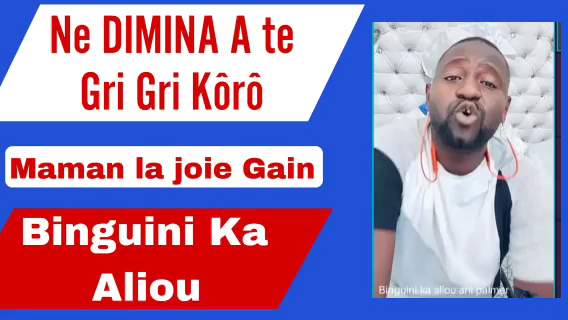 Ne DIMINA A te
Gri Gri Kôrô
Maman la joie Gain
Binguini Ka
Aliou
Binguini ka aliou ani palmer